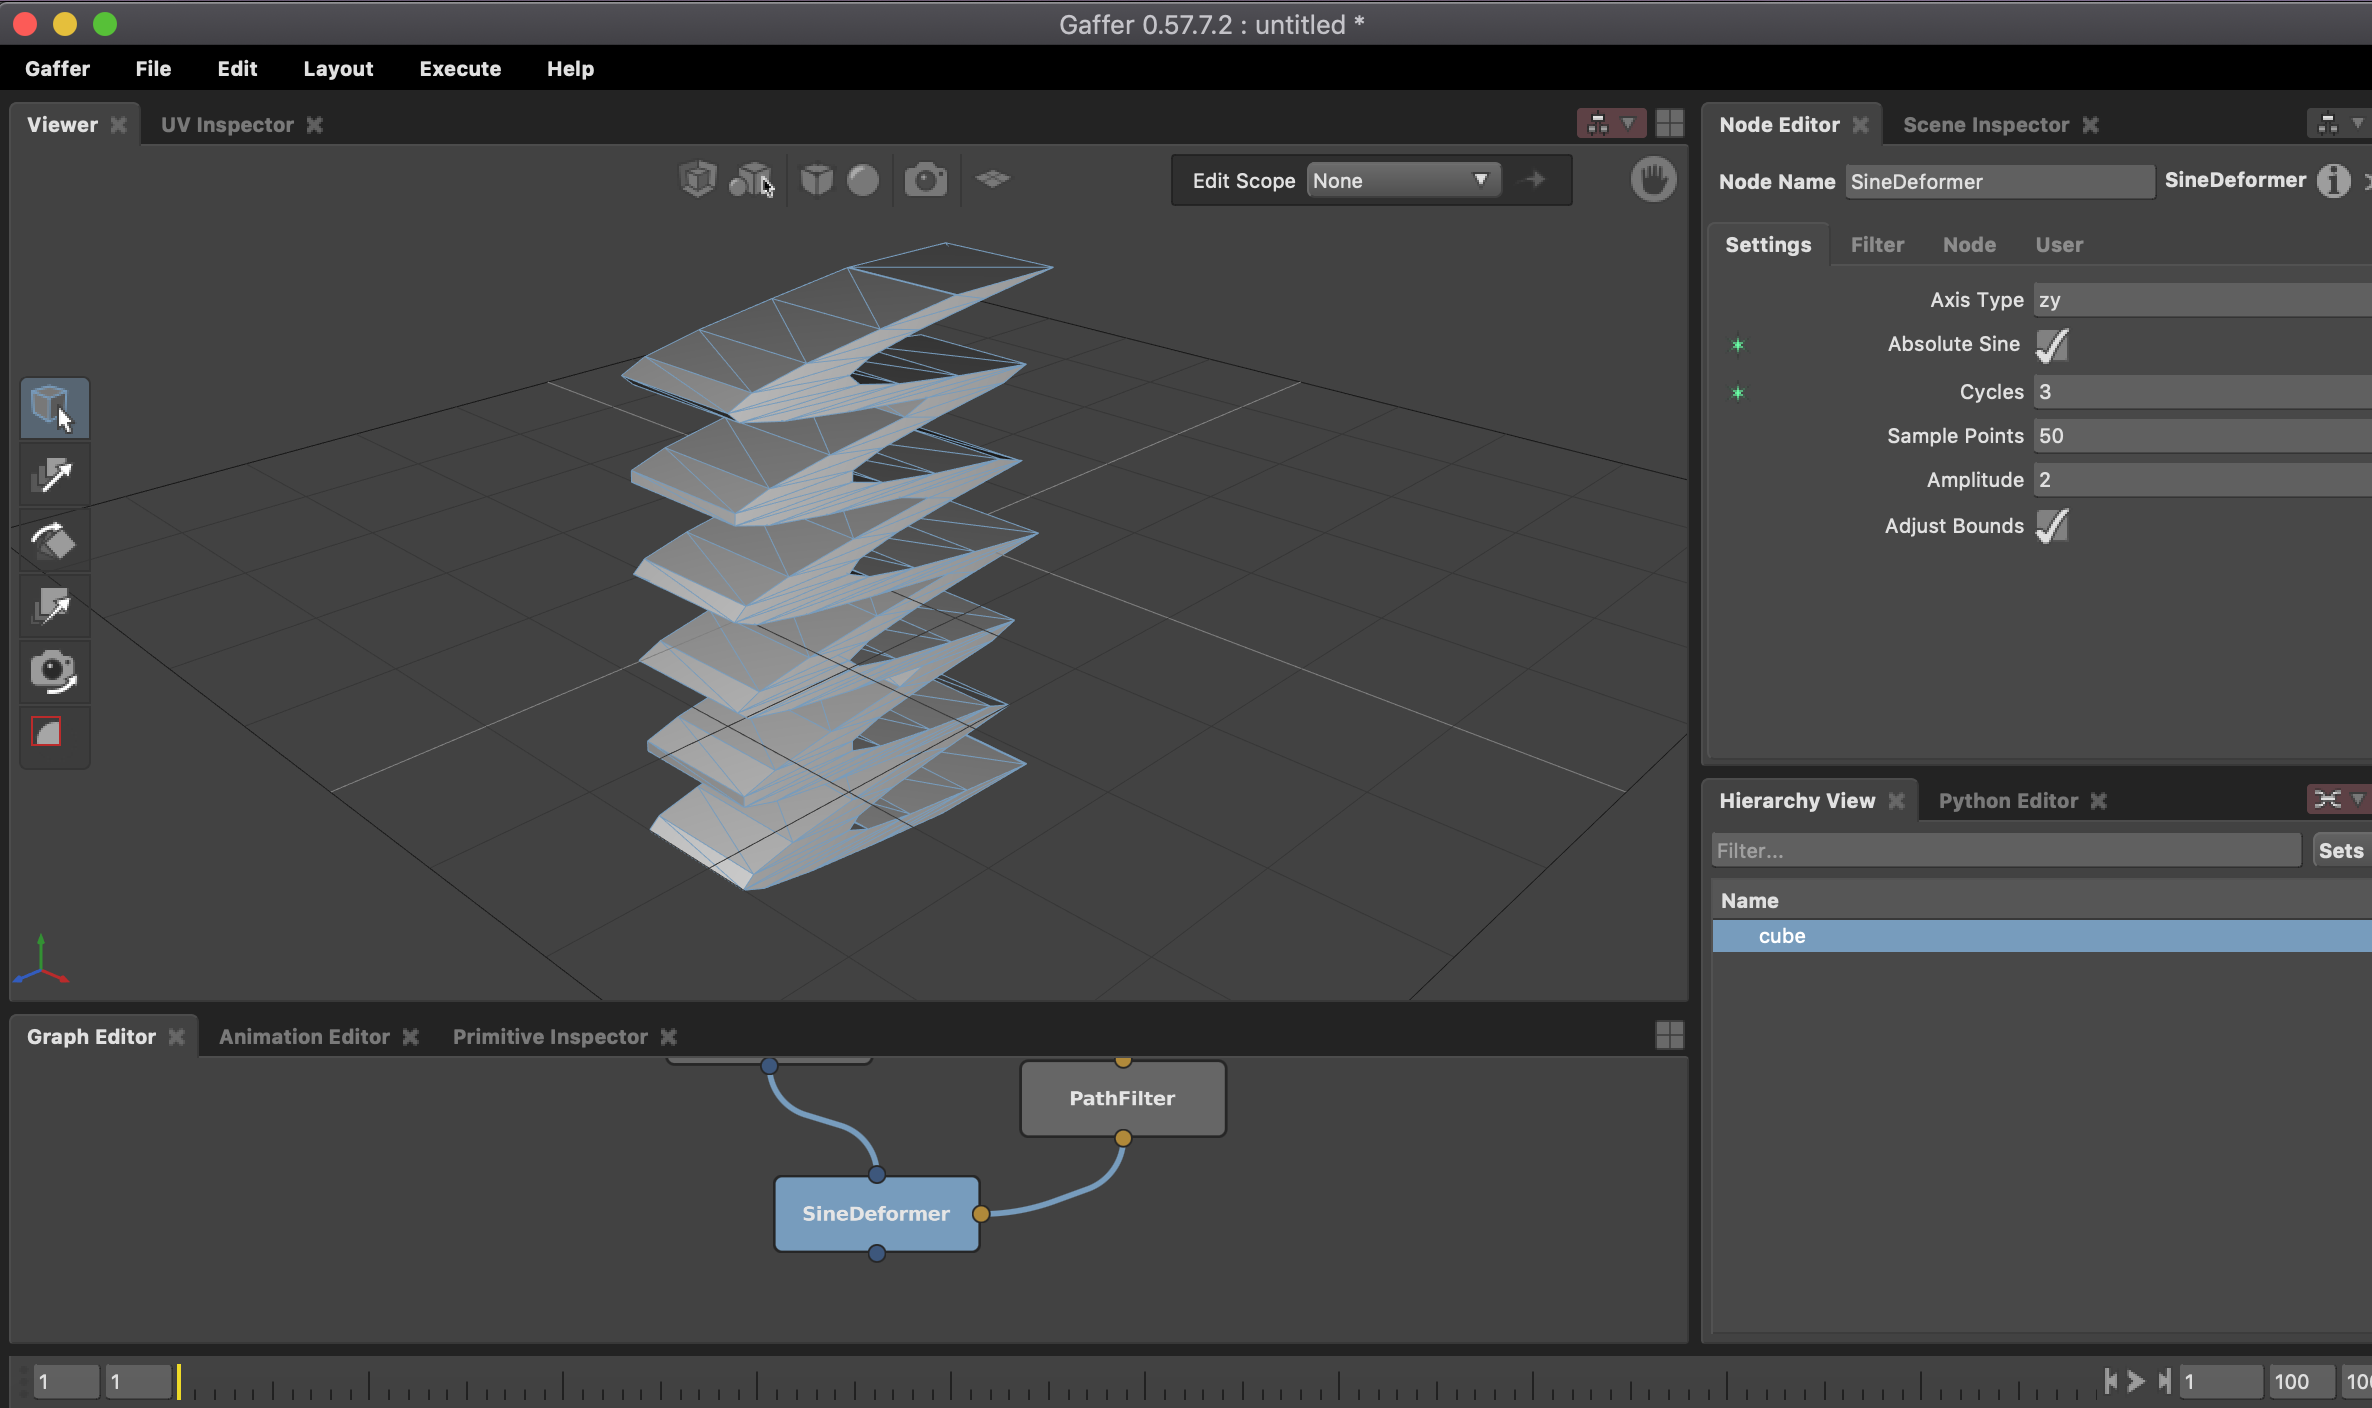 Gaffer 0.57.7.2 : untitled *
Gaffer File Edit Layout Execute Help
Viewer UV Inspector
Edit Scope None
Node Editor Scene Inspector
Node Name SineDeformer SineDeformer
Settings Filter Node User
Axis Type zy
Absolute Sine
Cycles 3
Sample Points 50
Amplitude 2
Adjust Bounds
Hierarchy View Python Editor
Filter... Sets
Name
cube
Graph Editor Animation Editor Primitive Inspector
PathFilter
SineDeformer
1 1 1 100